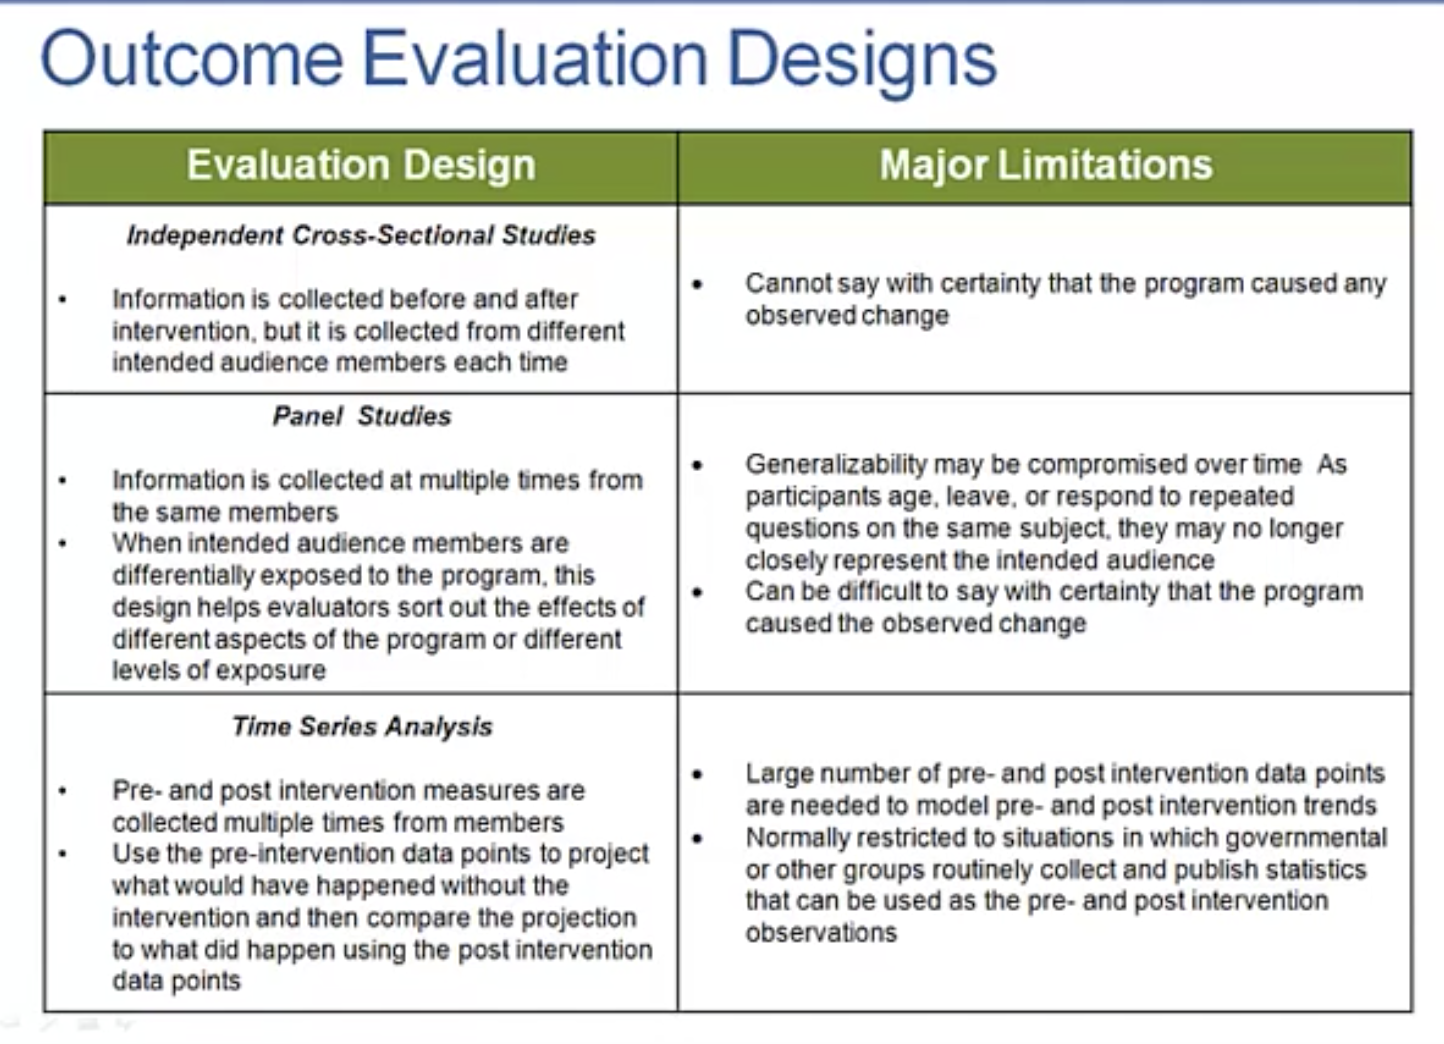 Outcome Evaluation Designs
Evaluation Design
Major Limitations
Independent Cross-Sectional Studies
• Information is collected before and after
intervention, but it is collected from different
intended audience members each time
• Cannot say with certainty that the program caused any
observed change
Panel Studies
• Information is collected at multiple times from
the same members
• When intended audience members are
differentially exposed to the program, this
design helps evaluators sort out the effects of
different aspects of the program or different
levels of exposure
• Generalizability may be compromised over time As
participants age, leave, or respond to repeated
questions on the same subject, they may no longer
closely represent the intended audience
• Can be difficult to say with certainty that the program
caused the observed change
Time Series Analysis
• Pre- and post intervention measures are
collected multiple times from members
• Use the pre-intervention data points to project
what would have happened without the
intervention and then compare the projection
to what did happen using the post intervention
data points
• Large number of pre- and post intervention data points
are needed to model pre- and post intervention trends
• Normally restricted to situations in which governmental
or other groups routinely collect and publish statistics
that can be used as the pre- and post intervention
observations